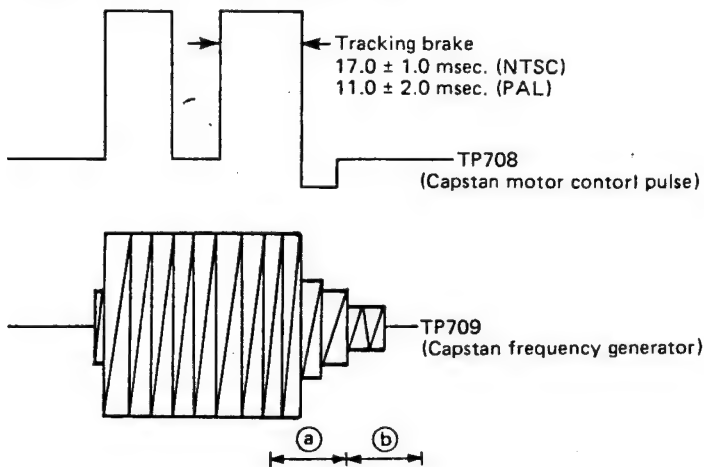 Tracking brake
17.0 ± 1.0 msec. (NTSC)
11.0 ± 2.0 msec. (PAL)
TP708
(Capstan motor contorl pulse)
TP709
(Capstan frequency generator)
a b